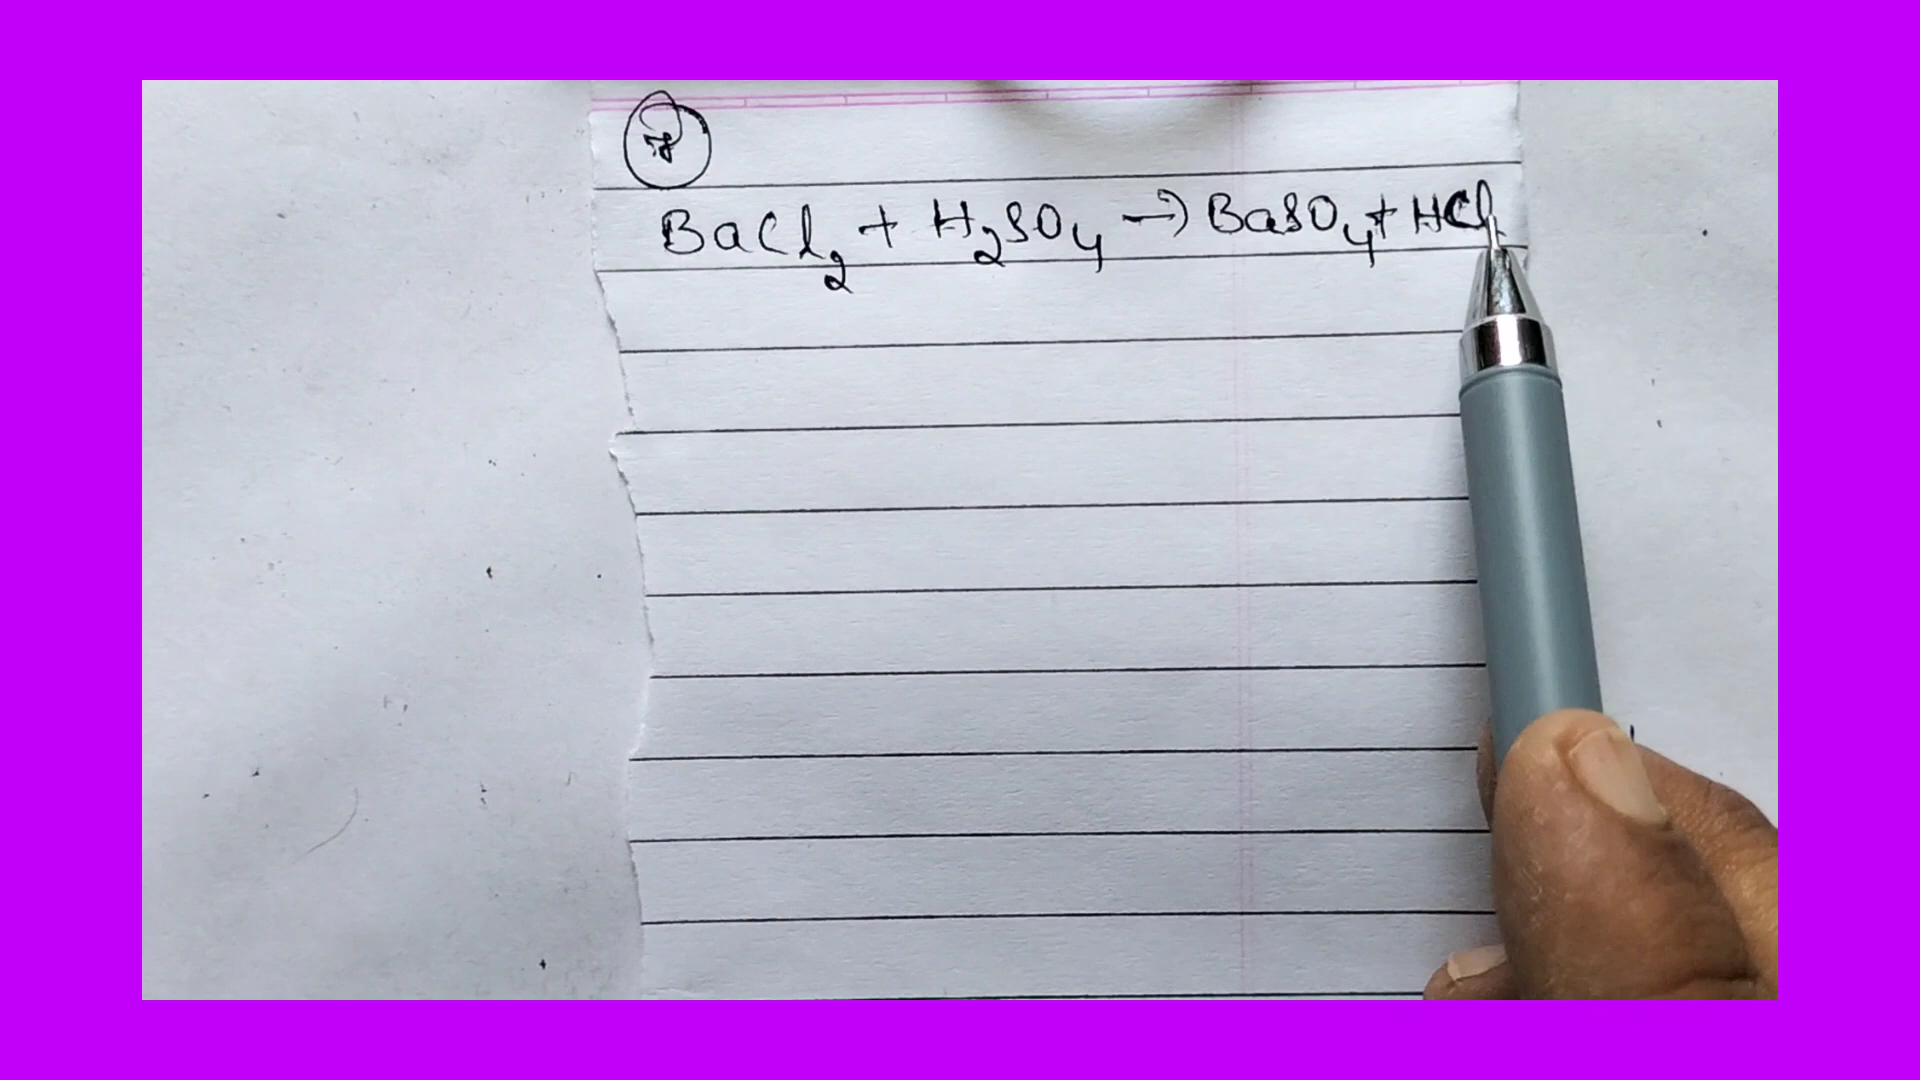 BaCl₂ + H₂SO₄ → BaSO₄ + HCl